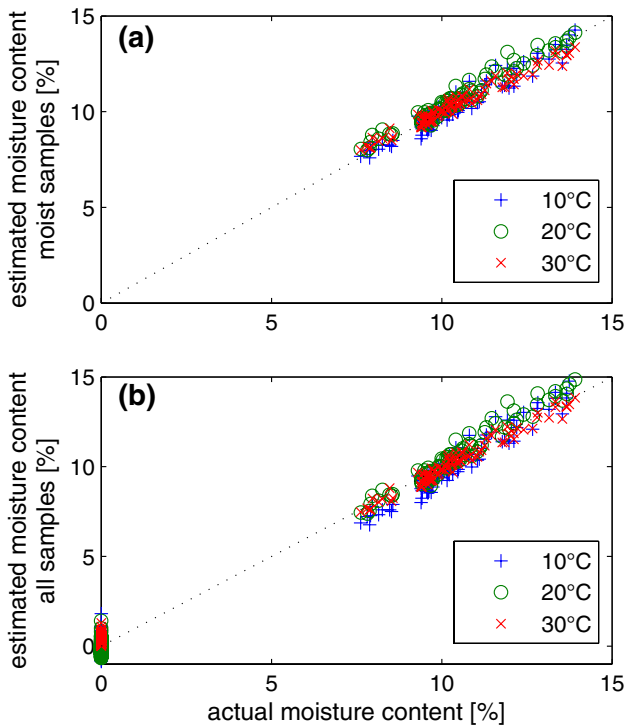 (a)
estimated moisture content
moist samples [%]
15
10
5
0
10°C
20°C
30°C
0
5
10
15
(b)
estimated moisture content
all samples [%]
15
10
5
0
10°C
20°C
30°C
0
5
10
15
actual moisture content [%]